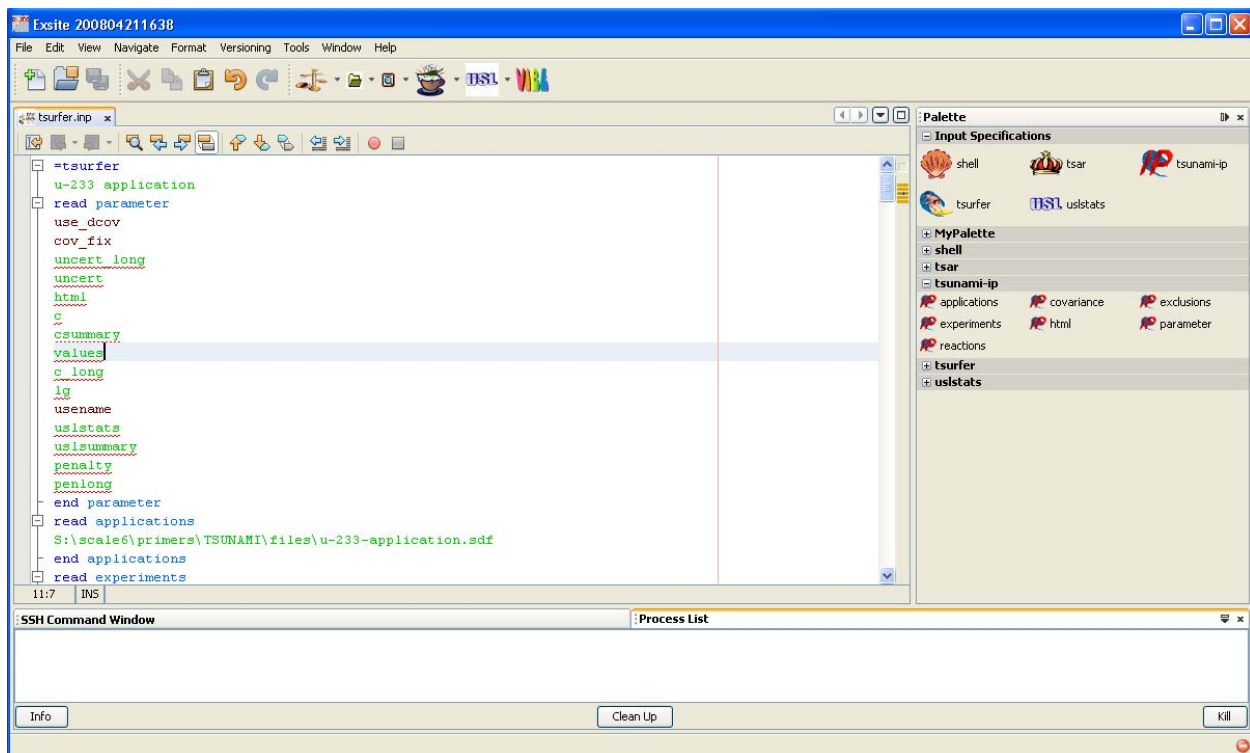 Exsite 200804211638
File Edit View Navigate Format Versioning Tools Window Help
USL
tsurfer.inp x
=tsurfer
u-233 application
read parameter
use_dcov
cov_fix
uncert_long
uncert
html
c
csummary
values
c_long
lg
usename
uslstats
uslsummary
penalty
penlong
end parameter
read applications
S:\scale6\primers\TSUNAMI\files\u-233-application.sdf
end applications
read experiments
11:7 INS
Palette
Input Specifications
shell tsar tsunami-ip
tsurfer USL uslstats
MyPalette
shell
tsar
tsunami-ip
applications covariance exclusions
experiments html parameter
reactions
tsurfer
uslstats
SSH Command Window Process List
Info Clean Up Kill